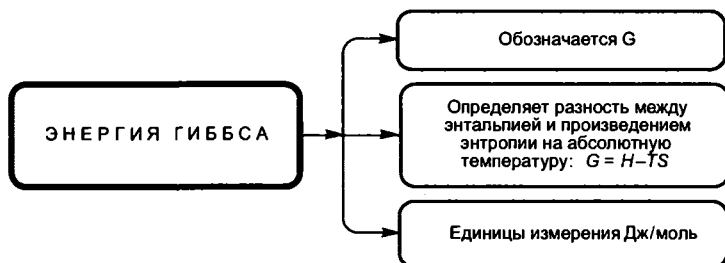 ЭНЕРГИЯ ГИББСА
Обозначается G
Определяет разность между
энтальпией и произведением
энтропии на абсолютную
температуру: G = H–TS
Единицы измерения Дж/моль